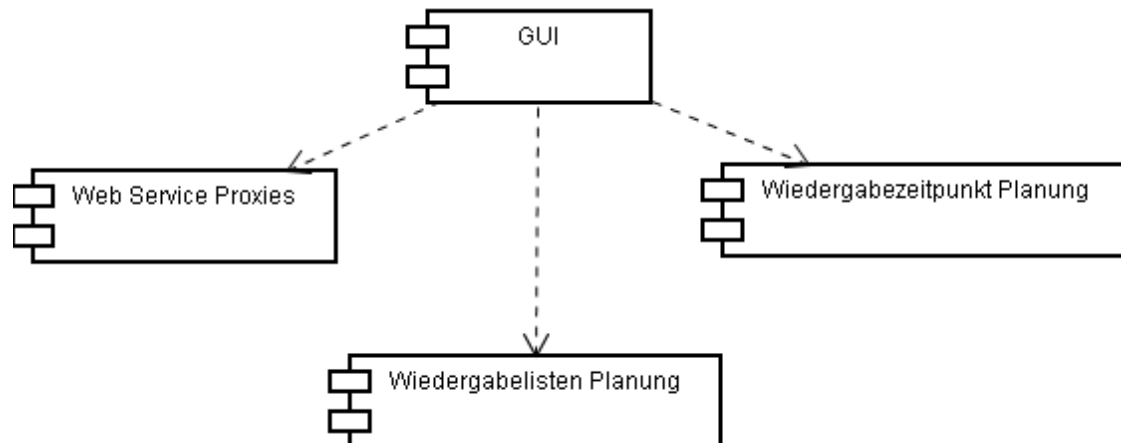 GUI
Web Service Proxies
Wiedergabezeitpunkt Planung
Wiedergabelisten Planung